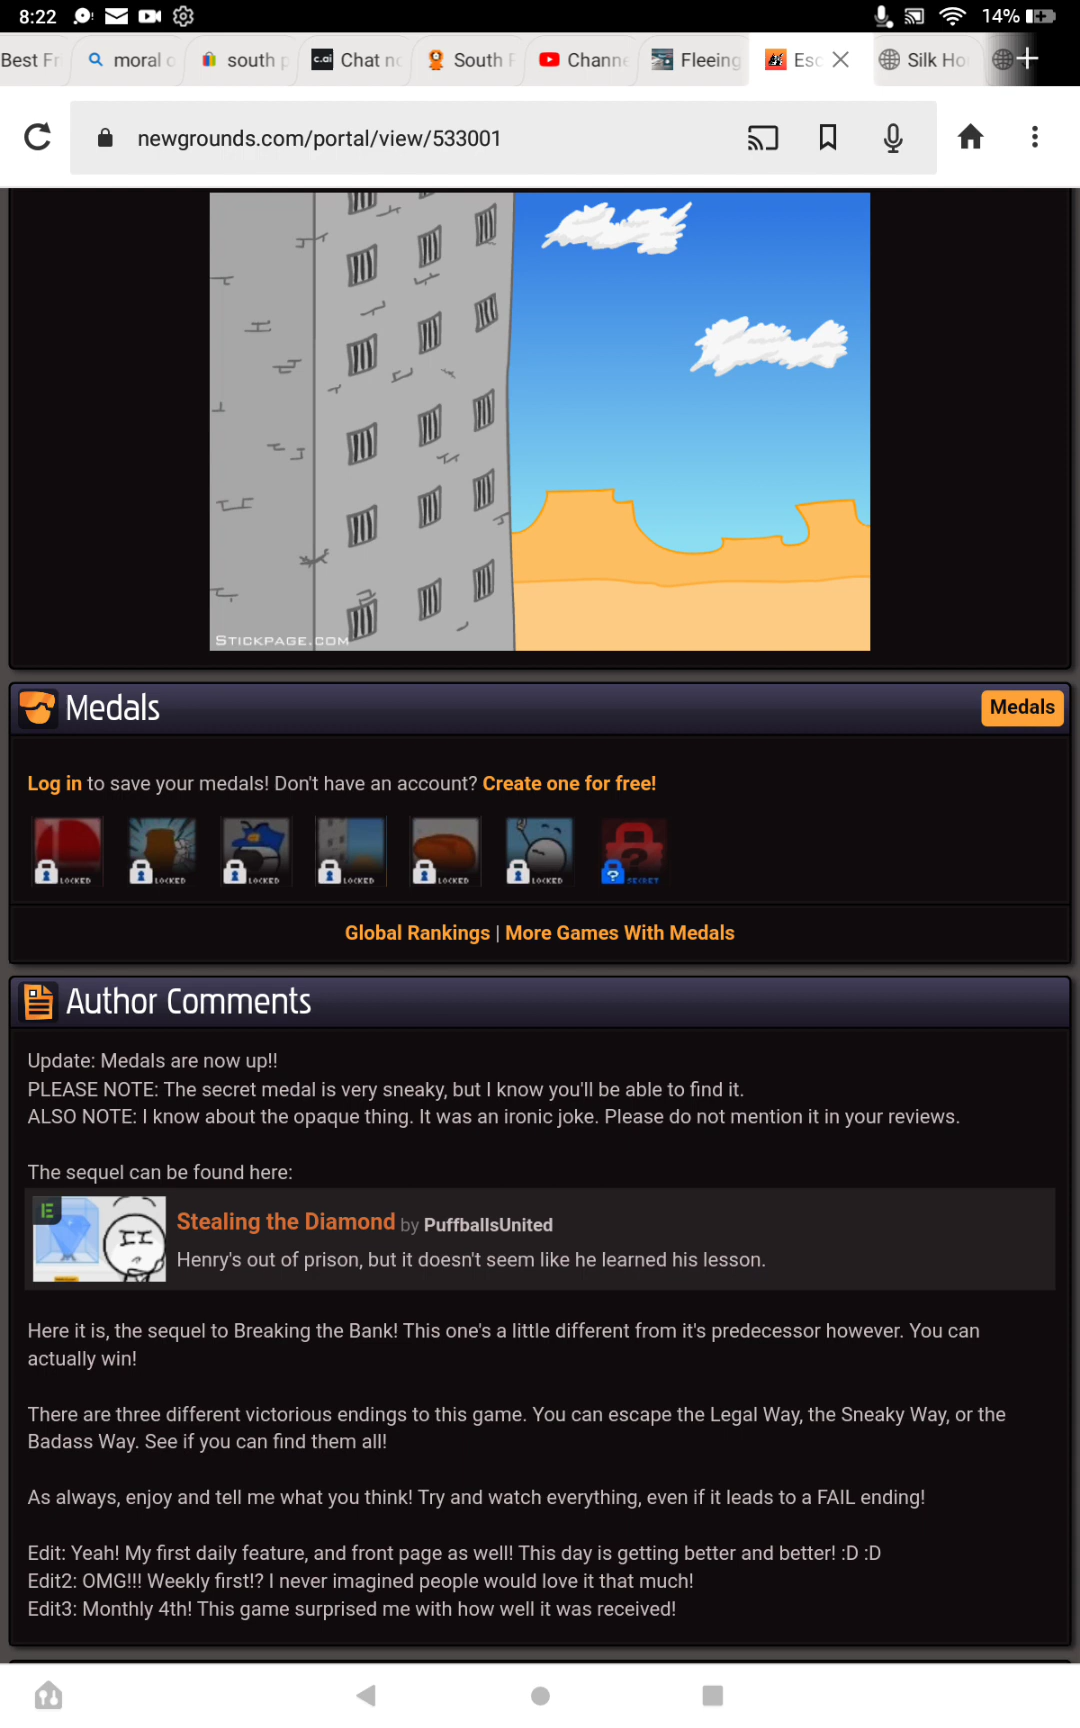 8:22
14%
Best Fr
moral o
south p
Chat no
South P
Channe
Fleeing
Esc
Silk Ho
newgrounds.com/portal/view/533001
STICKPAGE.COM
Medals
Medals
Log in to save your medals! Don't have an account? Create one for free!
LOCKED LOCKED LOCKED LOCKED LOCKED LOCKED SECRET
Global Rankings | More Games With Medals
Author Comments
Update: Medals are now up!!
PLEASE NOTE: The secret medal is very sneaky, but I know you'll be able to find it.
ALSO NOTE: I know about the opaque thing. It was an ironic joke. Please do not mention it in your reviews.
The sequel can be found here:
E
Stealing the Diamond by PuffballsUnited
Henry's out of prison, but it doesn't seem like he learned his lesson.
Here it is, the sequel to Breaking the Bank! This one's a little different from it's predecessor however. You can
actually win!
There are three different victorious endings to this game. You can escape the Legal Way, the Sneaky Way, or the
Badass Way. See if you can find them all!
As always, enjoy and tell me what you think! Try and watch everything, even if it leads to a FAIL ending!
Edit: Yeah! My first daily feature, and front page as well! This day is getting better and better! :D :D
Edit2: OMG!!! Weekly first!? I never imagined people would love it that much!
Edit3: Monthly 4th! This game surprised me with how well it was received!